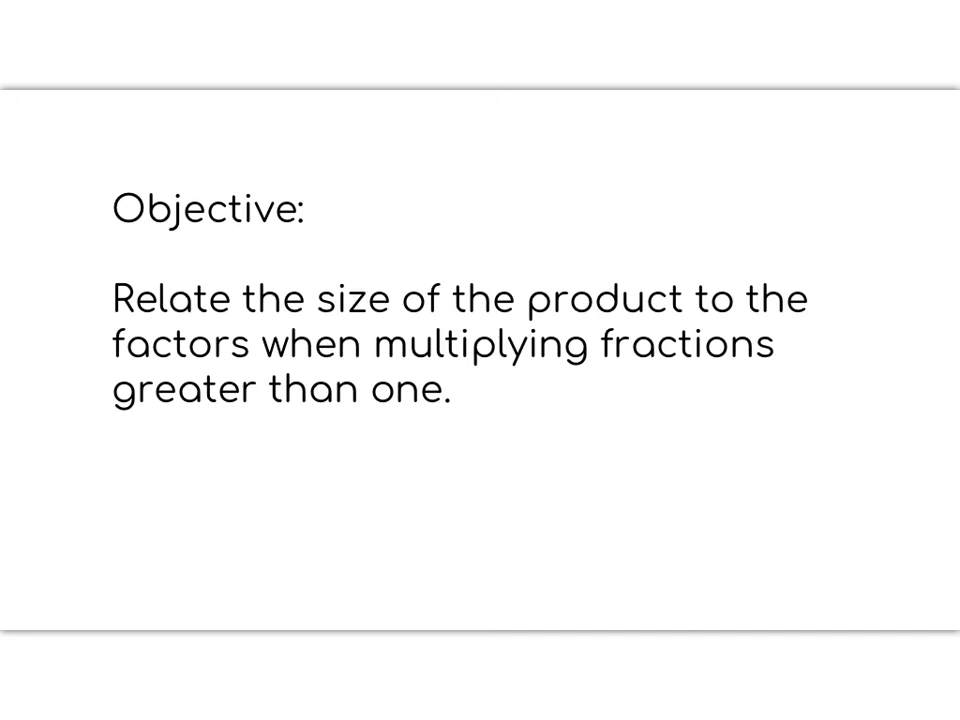 Objective:
Relate the size of the product to the
factors when multiplying fractions
greater than one.